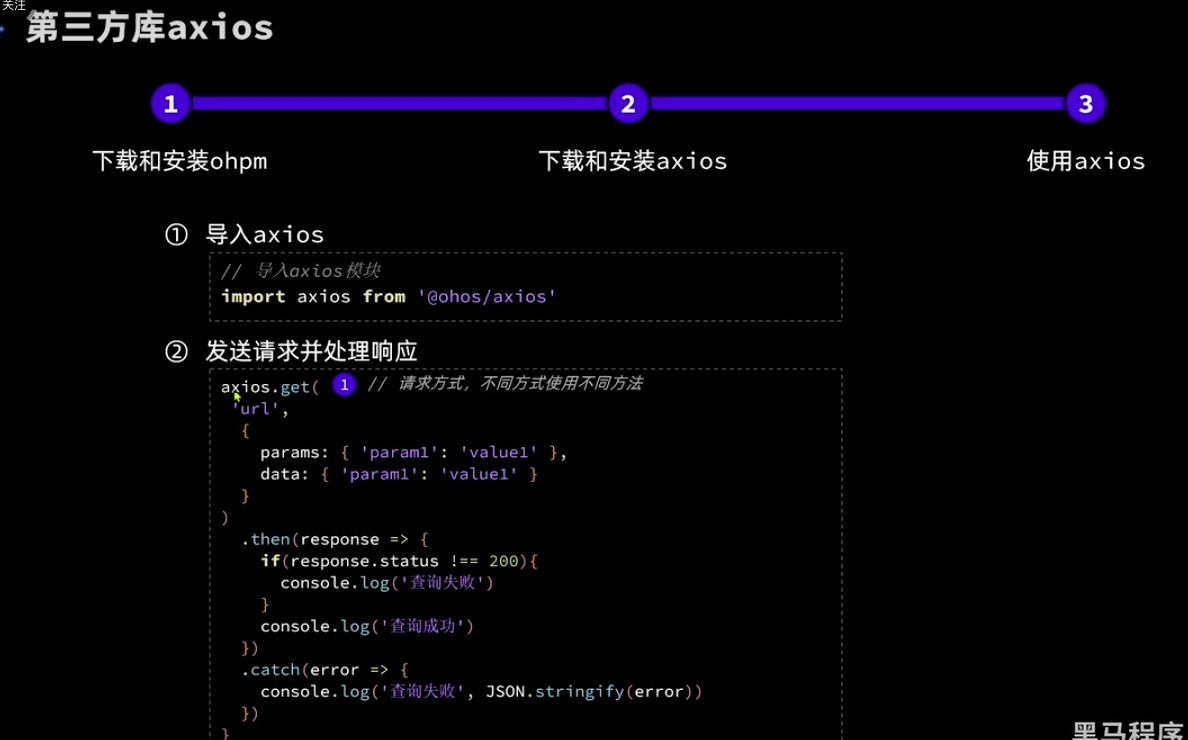 关注
第三方库axios
1
2
3
下载和安装ohpm
下载和安装axios
使用axios
① 导入axios
// 导入axios模块
import axios from '@ohos/axios'
② 发送请求并处理响应
axios.get( 1 // 请求方式，不同方式使用不同方法
'url',
{
params: { 'param1': 'value1' },
data: { 'param1': 'value1' }
}
)
.then(response => {
if(response.status !== 200){
console.log('查询失败')
}
console.log('查询成功')
})
.catch(error => {
console.log('查询失败', JSON.stringify(error))
})
}
黑马程序